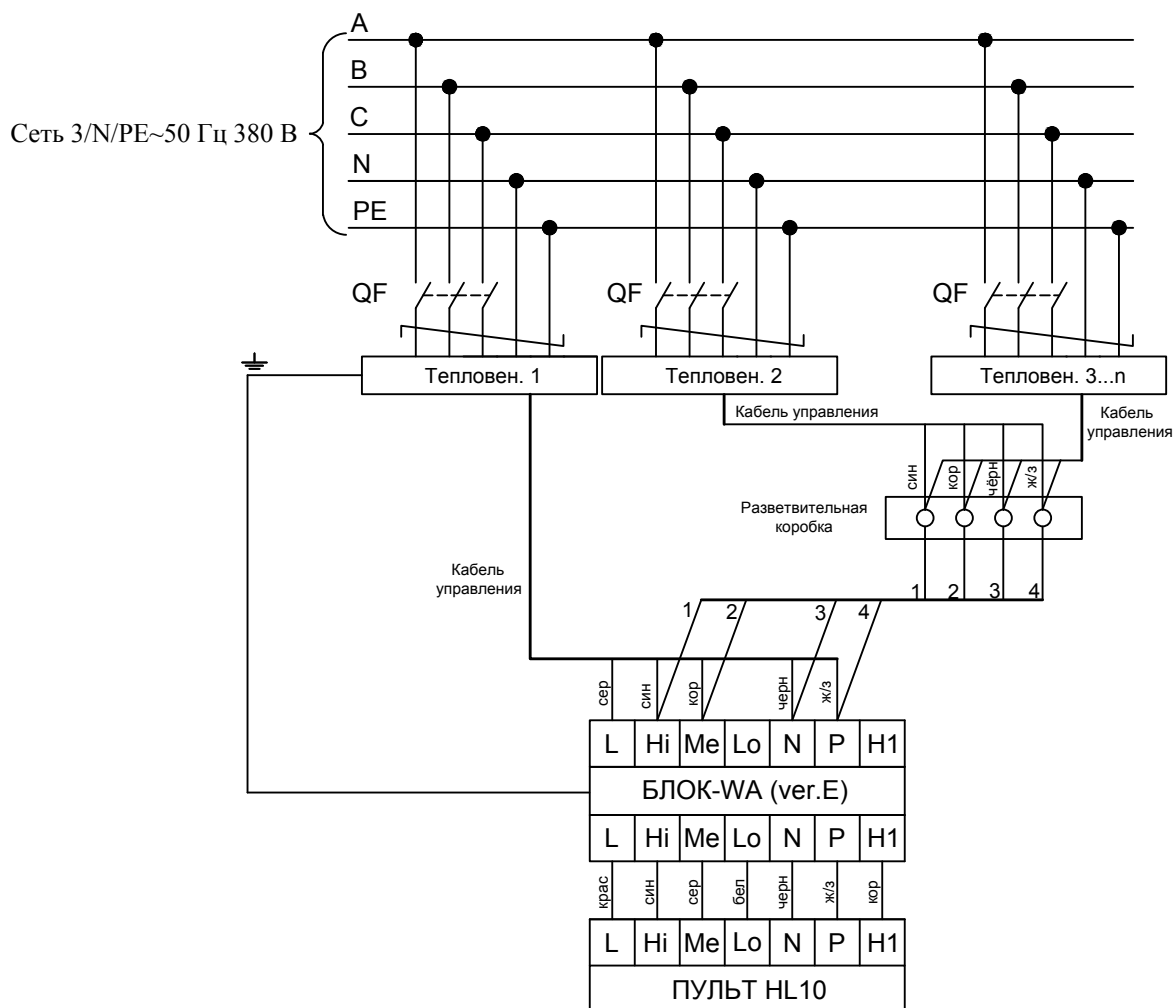 A
B
Сеть 3/N/PE~50 Гц 380 В
C
N
PE
QF
QF
QF
Тепловен. 1
Тепловен. 2
Тепловен. 3...n
Кабель управления
Кабель
управления
син
кор
чёрн
ж/з
Разветвительная
коробка
Кабель
управления
1
2
3
4
1
2
3
4
сер
син
кор
черн
ж/з
L Hi Me Lo N P H1
БЛОК-WA (ver.E)
L Hi Me Lo N P H1
крас
син
сер
бел
черн
ж/з
кор
L Hi Me Lo N P H1
ПУЛЬТ HL10